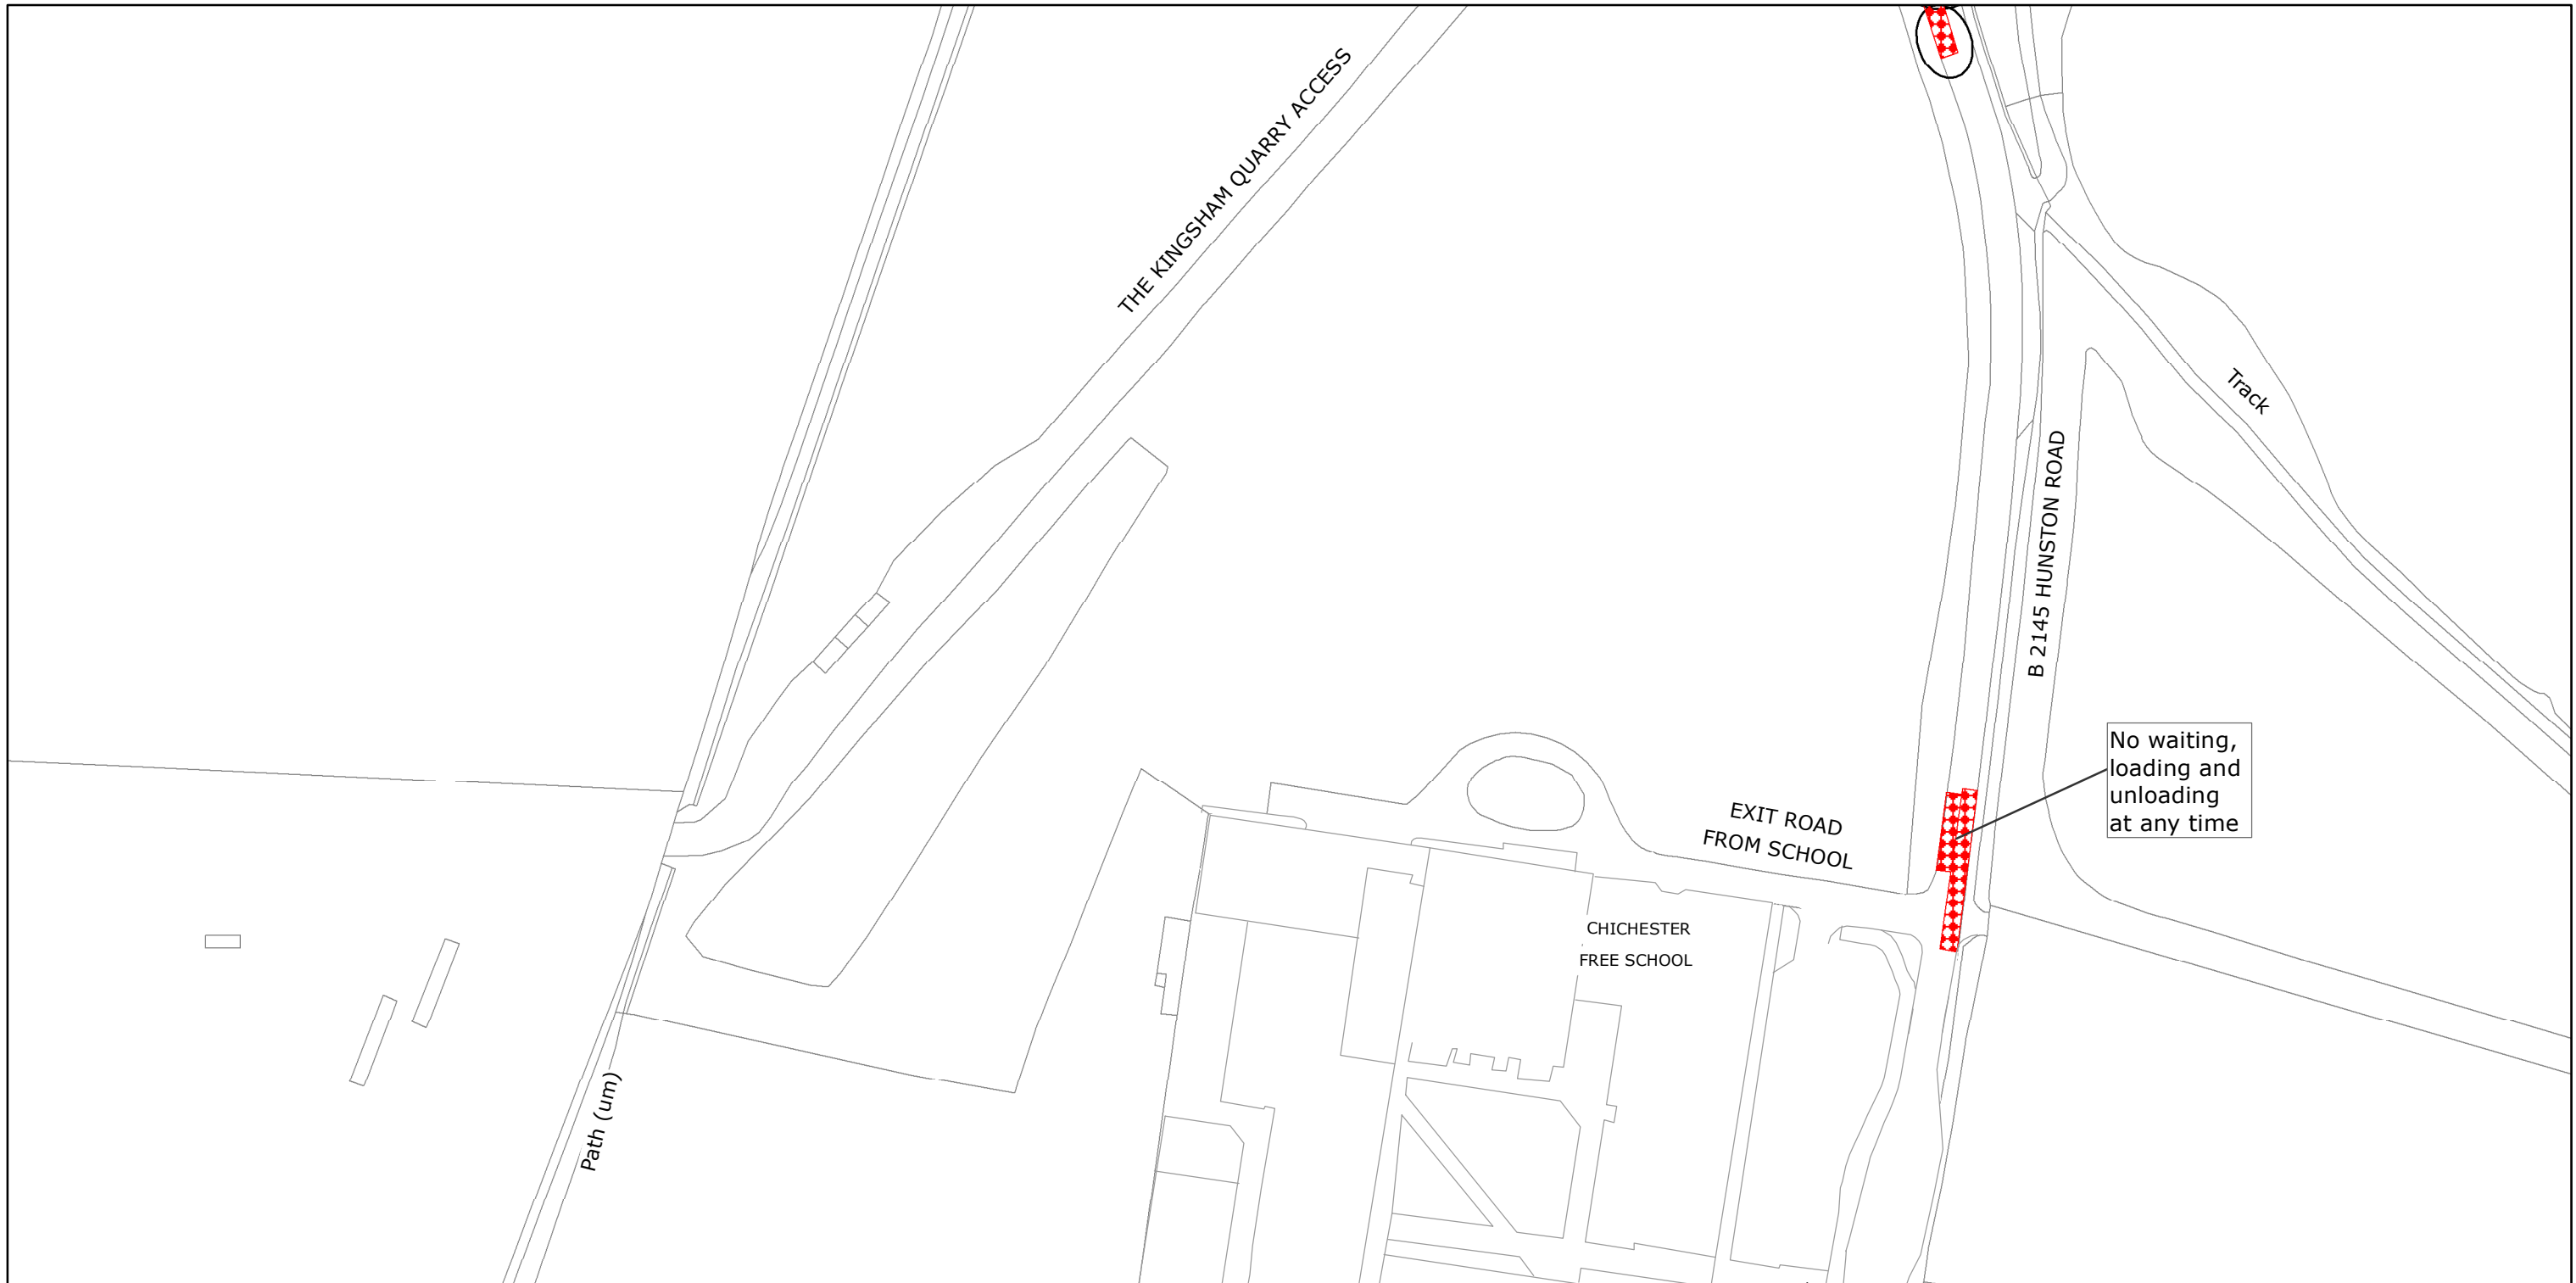 THE KINGSHAM QUARRY ACCESS
Track
B 2145 HUNSTON ROAD
No waiting,
loading and
unloading
at any time
EXIT ROAD
FROM SCHOOL
CHICHESTER
FREE SCHOOL
Path (um)